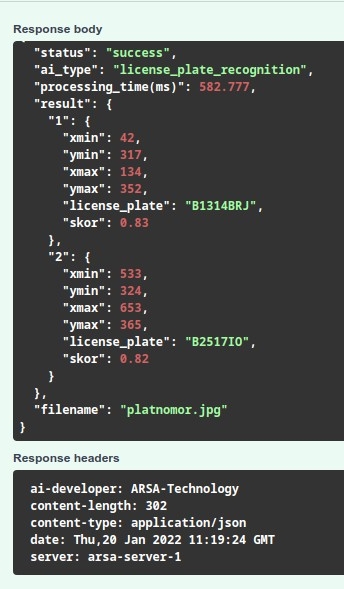 Response body
{
"status": "success",
"ai_type": "license_plate_recognition",
"processing_time(ms)": 582.777,
"result": {
"1": {
"xmin": 42,
"ymin": 317,
"xmax": 134,
"ymax": 352,
"license_plate": "B1314BRJ",
"skor": 0.83
},
"2": {
"xmin": 533,
"ymin": 324,
"xmax": 653,
"ymax": 365,
"license_plate": "B2517IO",
"skor": 0.82
}
},
"filename": "platnomor.jpg"
}
Response headers
ai-developer: ARSA-Technology
content-length: 302
content-type: application/json
date: Thu,20 Jan 2022 11:19:24 GMT
server: arsa-server-1